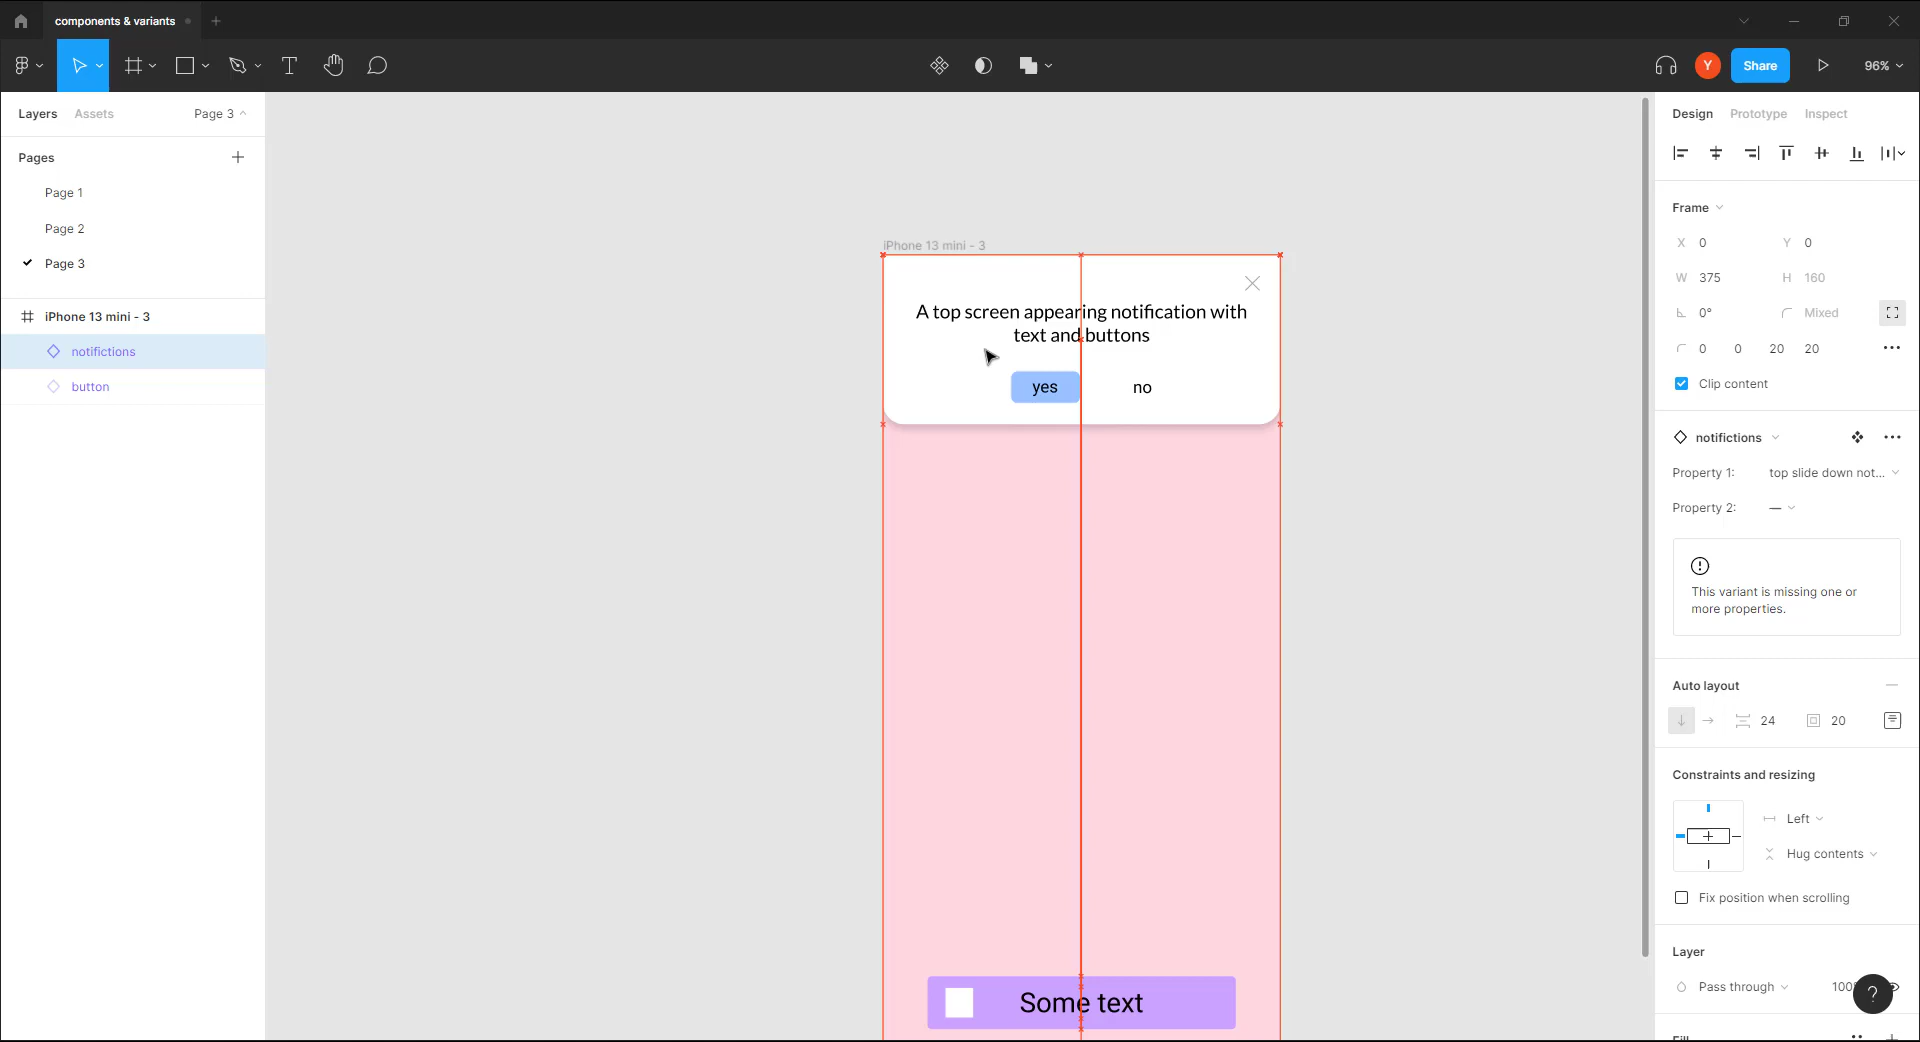 components & variants
Share
96%
Y
Layers
Assets
Page 3
Pages
Page 1
Page 2
Page 3
iPhone 13 mini - 3
notifictions
button
iPhone 13 mini - 3
A top screen appearing notification with
text and buttons
yes
no
Some text
Design
Prototype
Inspect
Frame
X 0
Y 0
W 375
H 160
0°
Mixed
0 0 20 20
Clip content
notifictions
Property 1: top slide down not...
Property 2: —
This variant is missing one or
more properties.
Auto layout
24
20
Constraints and resizing
Left
Hug contents
Fix position when scrolling
Layer
Pass through
100
?